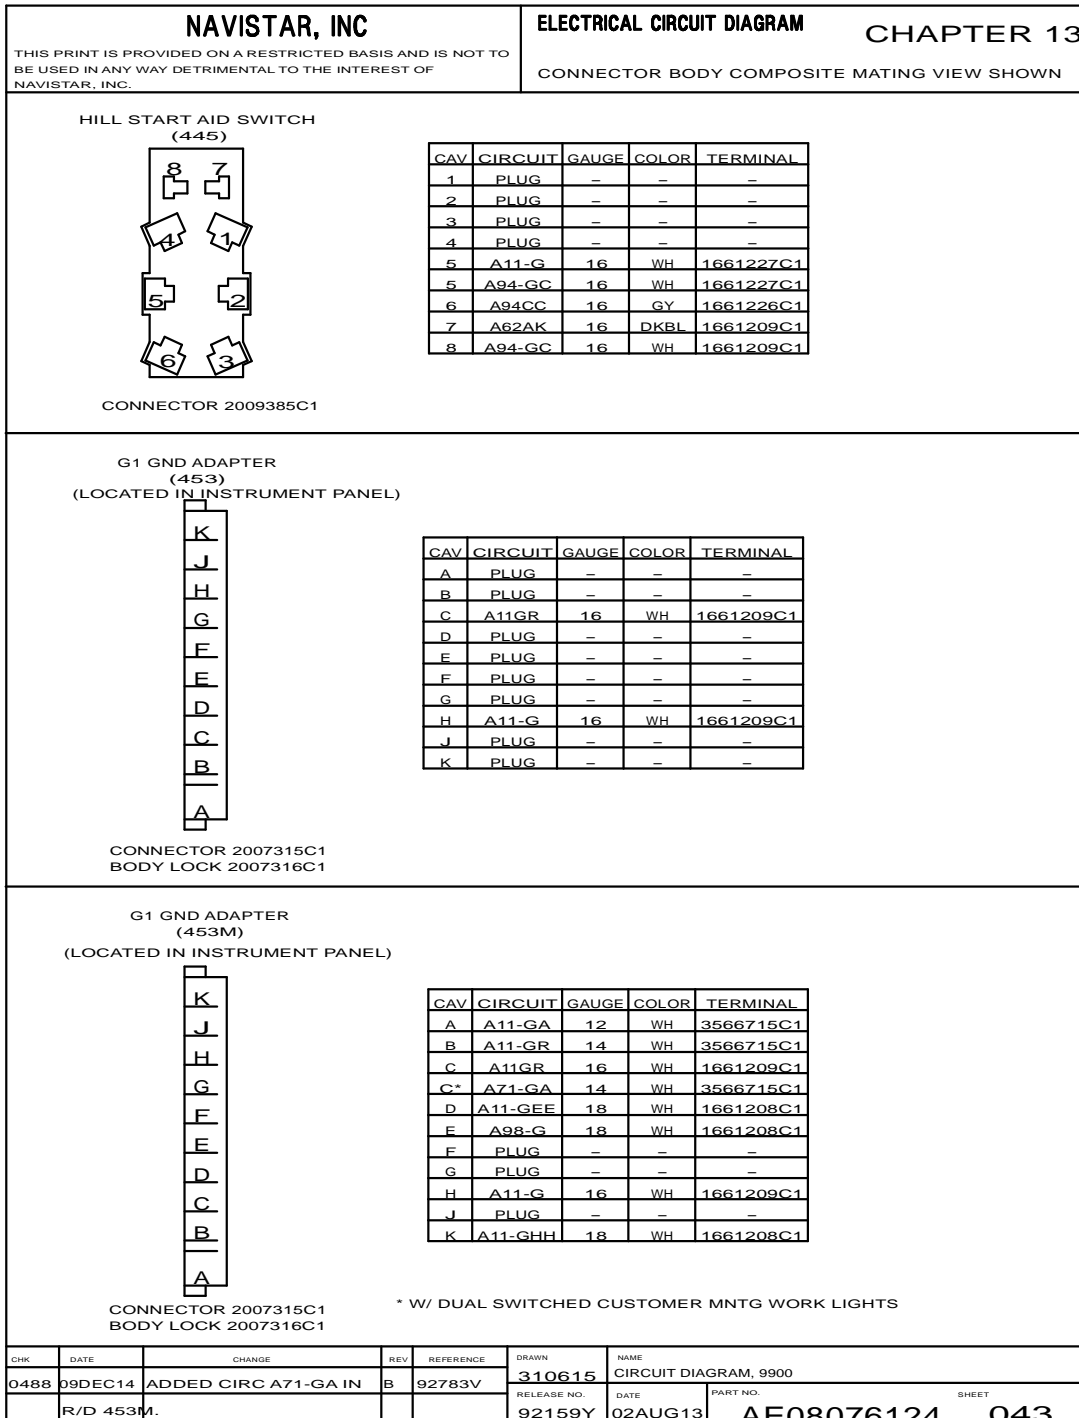 NAVISTAR, INC
THIS PRINT IS PROVIDED ON A RESTRICTED BASIS AND IS NOT TO
BE USED IN ANY WAY DETRIMENTAL TO THE INTEREST OF
NAVISTAR, INC.
ELECTRICAL CIRCUIT DIAGRAM
CHAPTER 13
CONNECTOR BODY COMPOSITE MATING VIEW SHOWN
HILL START AID SWITCH
(445)
8 7
4 1
5 2
6 3
CONNECTOR 2009385C1
CAV CIRCUIT GAUGE COLOR TERMINAL
1 PLUG – – –
2 PLUG – – –
3 PLUG – – –
4 PLUG – – –
5 A11-G 16 WH 1661227C1
5 A94-GC 16 WH 1661227C1
6 A94CC 16 GY 1661226C1
7 A62AK 16 DKBL 1661209C1
8 A94-GC 16 WH 1661209C1
G1 GND ADAPTER
(453)
(LOCATED IN INSTRUMENT PANEL)
K
J
H
G
F
E
D
C
B
A
CONNECTOR 2007315C1
BODY LOCK 2007316C1
CAV CIRCUIT GAUGE COLOR TERMINAL
A PLUG – – –
B PLUG – – –
C A11GR 16 WH 1661209C1
D PLUG – – –
E PLUG – – –
F PLUG – – –
G PLUG – – –
H A11-G 16 WH 1661209C1
J PLUG – – –
K PLUG – – –
G1 GND ADAPTER
(453M)
(LOCATED IN INSTRUMENT PANEL)
K
J
H
G
F
E
D
C
B
A
CONNECTOR 2007315C1
BODY LOCK 2007316C1
CAV CIRCUIT GAUGE COLOR TERMINAL
A A11-GA 12 WH 3566715C1
B A11-GR 14 WH 3566715C1
C A11GR 16 WH 1661209C1
C* A71-GA 14 WH 3566715C1
D A11-GEE 18 WH 1661208C1
E A98-G 18 WH 1661208C1
F PLUG – – –
G PLUG – – –
H A11-G 16 WH 1661209C1
J PLUG – – –
K A11-GHH 18 WH 1661208C1
* W/ DUAL SWITCHED CUSTOMER MNTG WORK LIGHTS
CHK DATE CHANGE REV REFERENCE
0488 09DEC14 ADDED CIRC A71-GA IN B 92783V
R/D 453M.
DRAWN
310615
NAME
CIRCUIT DIAGRAM, 9900
RELEASE NO.
92159Y
DATE
02AUG13
PART NO.
AE08076124
SHEET
043